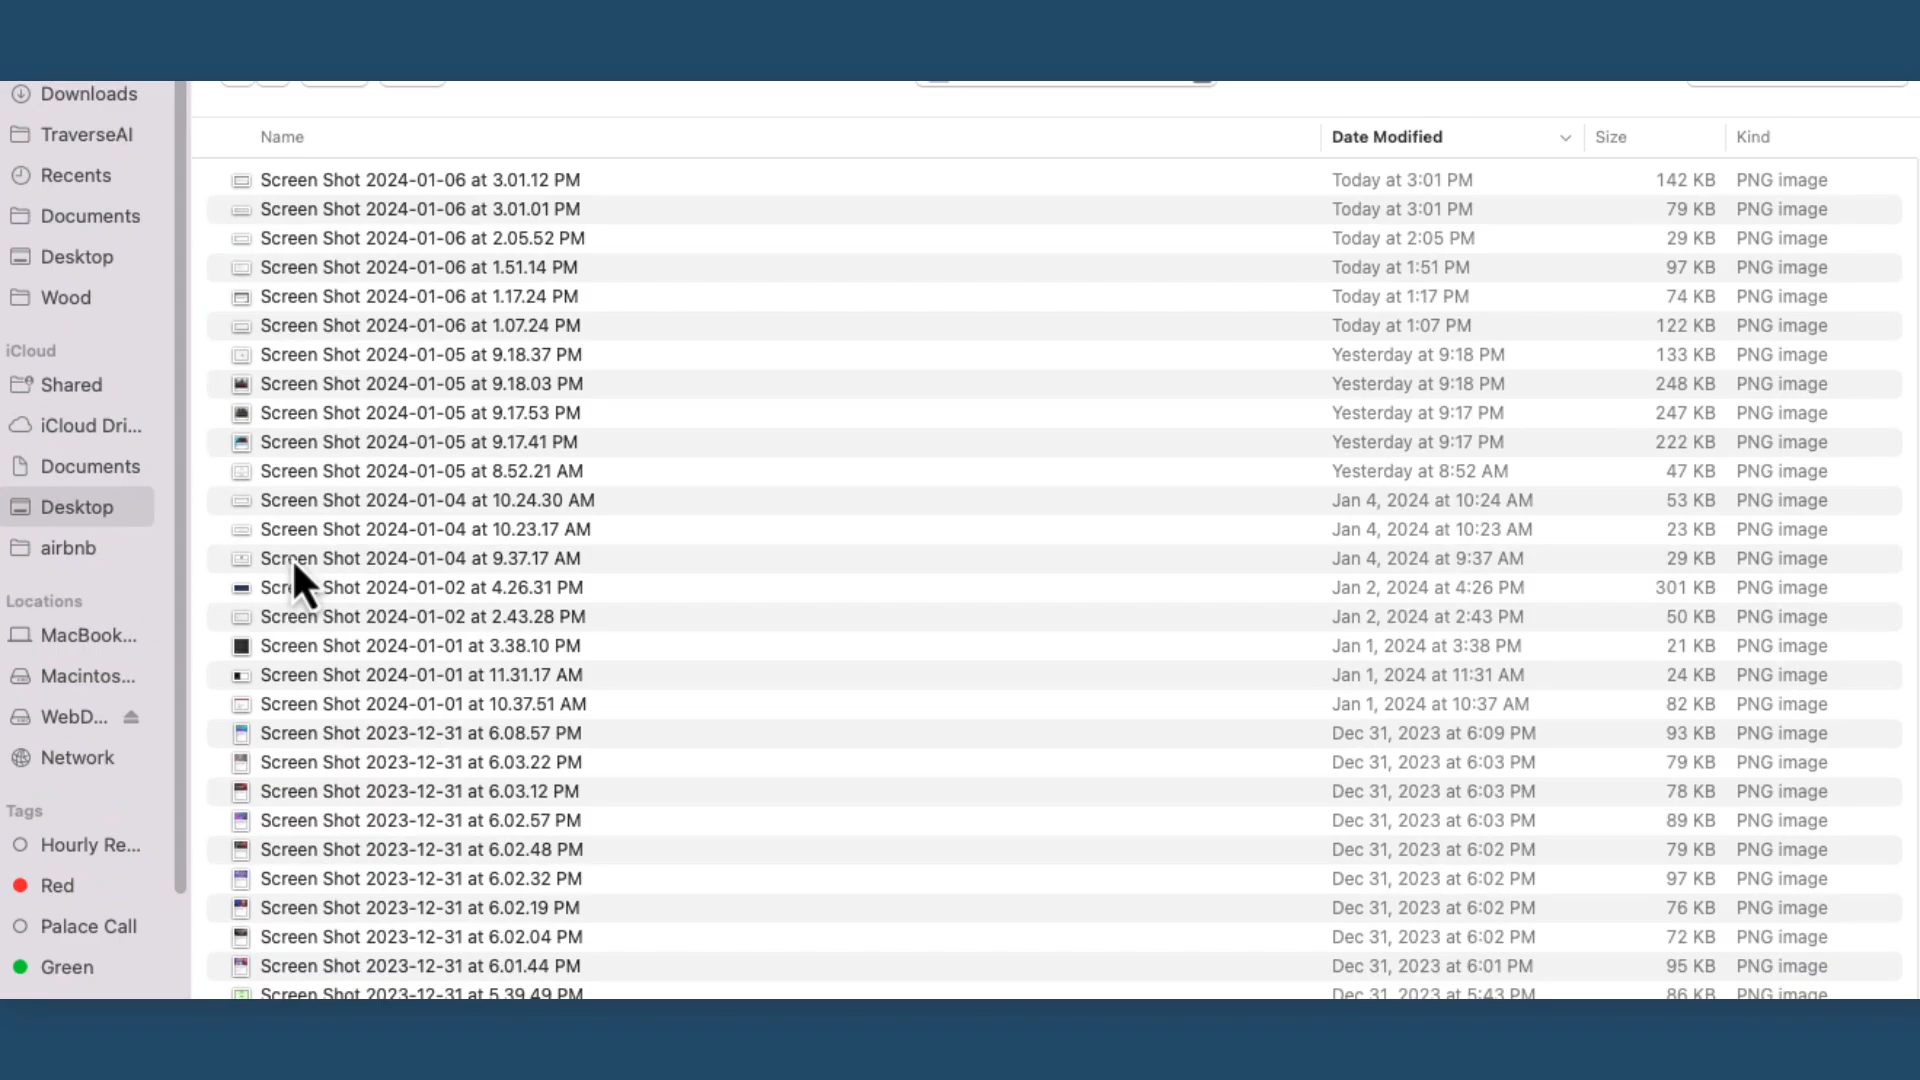 Downloads
TraverseAI
Recents
Documents
Desktop
Wood
iCloud
Shared
iCloud Dri...
Documents
Desktop
airbnb
Locations
MacBook...
Macintos...
WebD...
Network
Tags
Hourly Re...
Red
Palace Call
Green
Name Date Modified Size Kind
Screen Shot 2024-01-06 at 3.01.12 PM Today at 3:01 PM 142 KB PNG image
Screen Shot 2024-01-06 at 3.01.01 PM Today at 3:01 PM 79 KB PNG image
Screen Shot 2024-01-06 at 2.05.52 PM Today at 2:05 PM 29 KB PNG image
Screen Shot 2024-01-06 at 1.51.14 PM Today at 1:51 PM 97 KB PNG image
Screen Shot 2024-01-06 at 1.17.24 PM Today at 1:17 PM 74 KB PNG image
Screen Shot 2024-01-06 at 1.07.24 PM Today at 1:07 PM 122 KB PNG image
Screen Shot 2024-01-05 at 9.18.37 PM Yesterday at 9:18 PM 133 KB PNG image
Screen Shot 2024-01-05 at 9.18.03 PM Yesterday at 9:18 PM 248 KB PNG image
Screen Shot 2024-01-05 at 9.17.53 PM Yesterday at 9:17 PM 247 KB PNG image
Screen Shot 2024-01-05 at 9.17.41 PM Yesterday at 9:17 PM 222 KB PNG image
Screen Shot 2024-01-05 at 8.52.21 AM Yesterday at 8:52 AM 47 KB PNG image
Screen Shot 2024-01-04 at 10.24.30 AM Jan 4, 2024 at 10:24 AM 53 KB PNG image
Screen Shot 2024-01-04 at 10.23.17 AM Jan 4, 2024 at 10:23 AM 23 KB PNG image
Screen Shot 2024-01-04 at 9.37.17 AM Jan 4, 2024 at 9:37 AM 29 KB PNG image
Screen Shot 2024-01-02 at 4.26.31 PM Jan 2, 2024 at 4:26 PM 301 KB PNG image
Screen Shot 2024-01-02 at 2.43.28 PM Jan 2, 2024 at 2:43 PM 50 KB PNG image
Screen Shot 2024-01-01 at 3.38.10 PM Jan 1, 2024 at 3:38 PM 21 KB PNG image
Screen Shot 2024-01-01 at 11.31.17 AM Jan 1, 2024 at 11:31 AM 24 KB PNG image
Screen Shot 2024-01-01 at 10.37.51 AM Jan 1, 2024 at 10:37 AM 82 KB PNG image
Screen Shot 2023-12-31 at 6.08.57 PM Dec 31, 2023 at 6:09 PM 93 KB PNG image
Screen Shot 2023-12-31 at 6.03.22 PM Dec 31, 2023 at 6:03 PM 79 KB PNG image
Screen Shot 2023-12-31 at 6.03.12 PM Dec 31, 2023 at 6:03 PM 78 KB PNG image
Screen Shot 2023-12-31 at 6.02.57 PM Dec 31, 2023 at 6:03 PM 89 KB PNG image
Screen Shot 2023-12-31 at 6.02.48 PM Dec 31, 2023 at 6:02 PM 79 KB PNG image
Screen Shot 2023-12-31 at 6.02.32 PM Dec 31, 2023 at 6:02 PM 97 KB PNG image
Screen Shot 2023-12-31 at 6.02.19 PM Dec 31, 2023 at 6:02 PM 76 KB PNG image
Screen Shot 2023-12-31 at 6.02.04 PM Dec 31, 2023 at 6:02 PM 72 KB PNG image
Screen Shot 2023-12-31 at 6.01.44 PM Dec 31, 2023 at 6:01 PM 95 KB PNG image
Screen Shot 2023-12-31 at 5.39.49 PM Dec 31, 2023 at 5:43 PM 86 KB PNG image